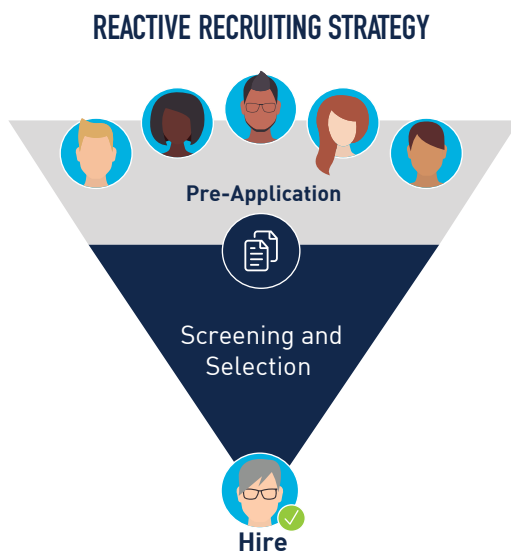 REACTIVE RECRUITING STRATEGY
Pre-Application
Screening and
Selection
Hire